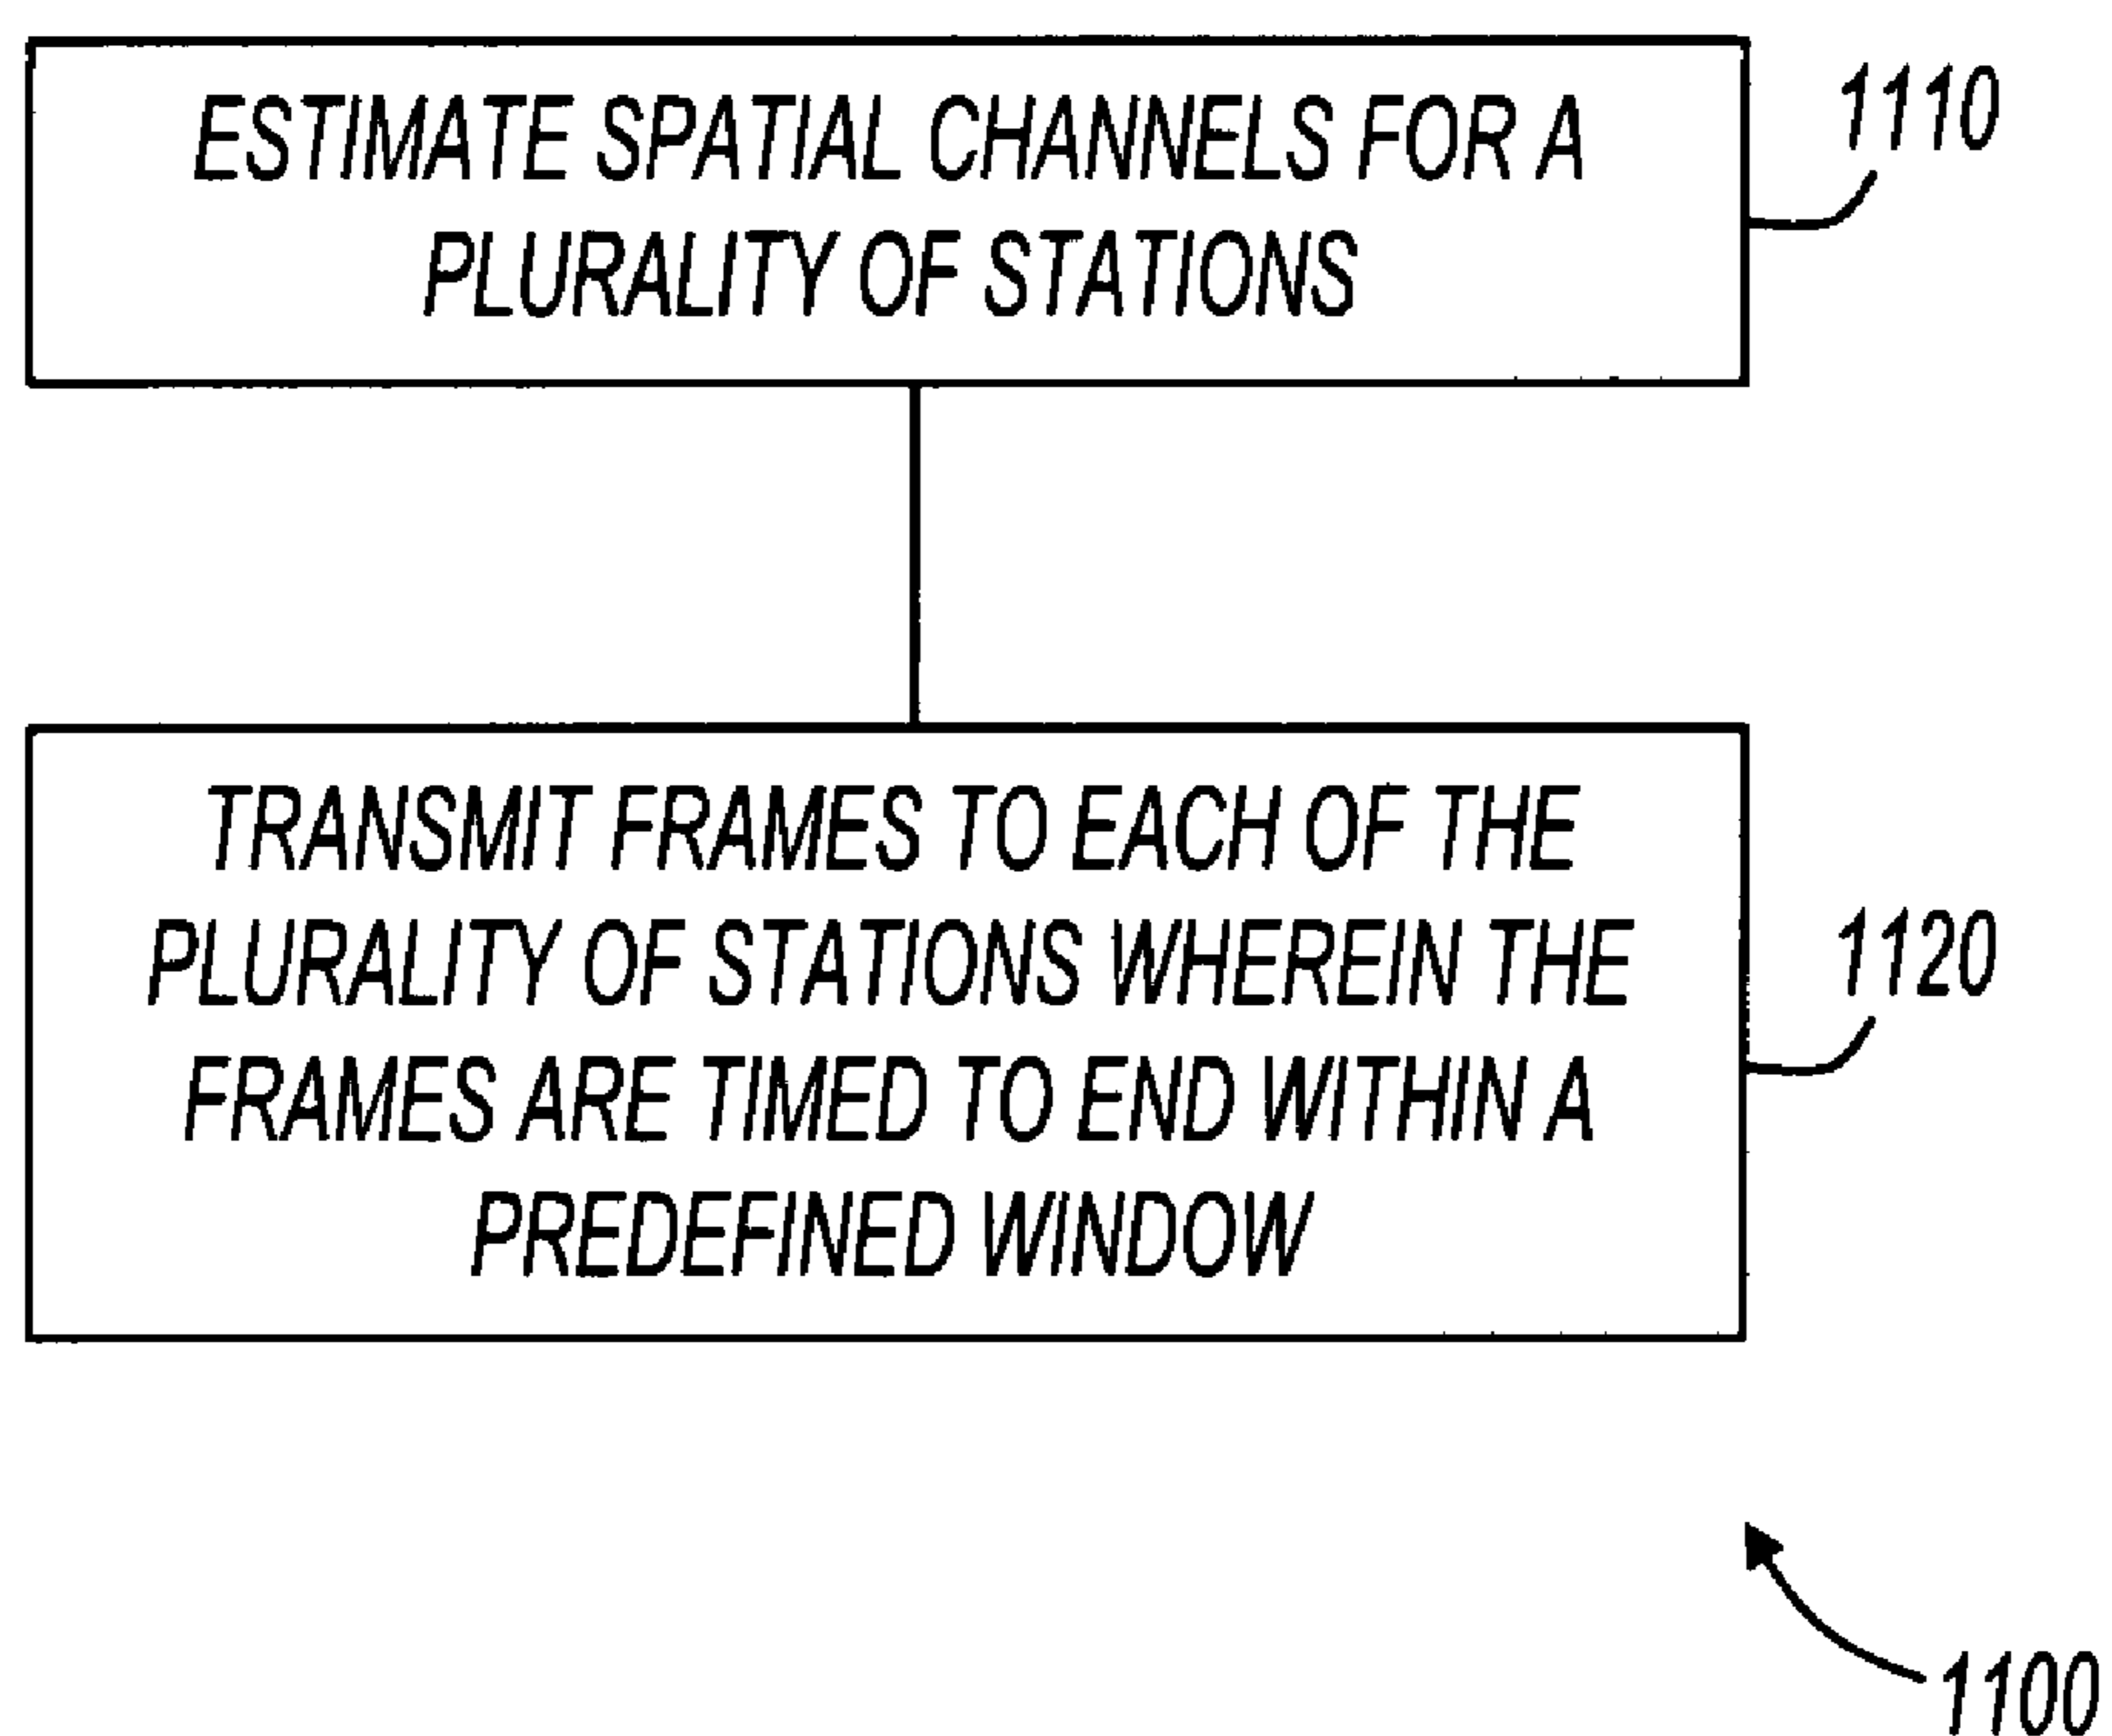 ESTIMATE SPATIAL CHANNELS FOR A
PLURALITY OF STATIONS
1110
TRANSMIT FRAMES TO EACH OF THE
PLURALITY OF STATIONS WHEREIN THE
FRAMES ARE TIMED TO END WITHIN A
PREDEFINED WINDOW
1120
1100